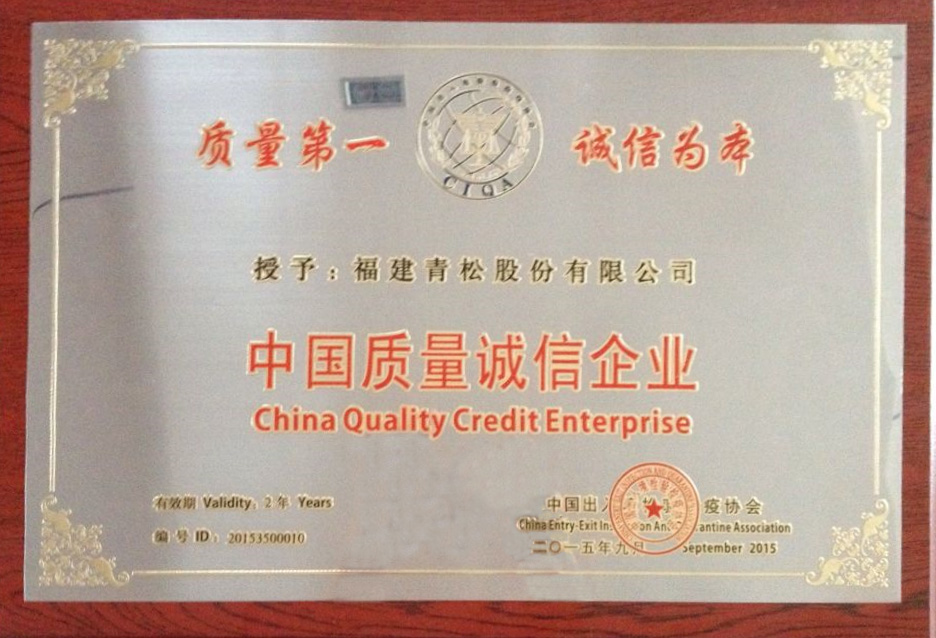 质量第一
诚信为本
CIQA
授予：福建青松股份有限公司
中国质量诚信企业
China Quality Credit Enterprise
有效期 Validity: 2 年 Years
编号 ID: 20153500010
中国出 疫协会
China Entry-Exit Association
二〇一五年九月 September 2015